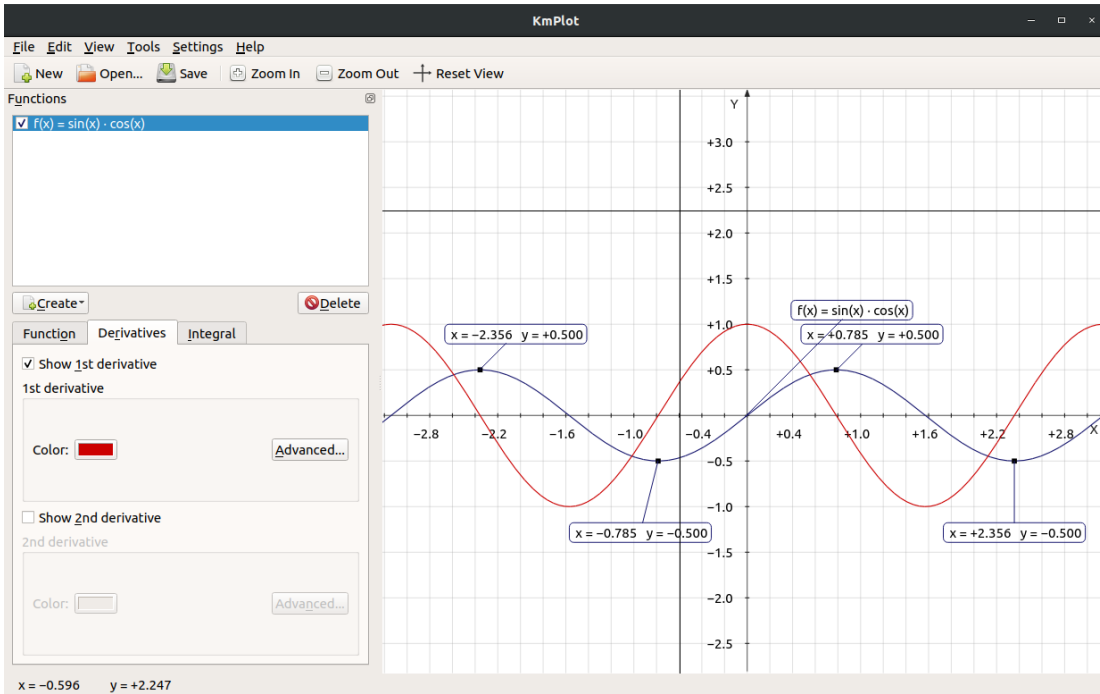 KmPlot
File Edit View Tools Settings Help
New Open... Save Zoom In Zoom Out Reset View
Functions
f(x) = sin(x) · cos(x)
Create
Delete
Function Derivatives Integral
Show 1st derivative
1st derivative
Color:
Advanced...
Show 2nd derivative
2nd derivative
Color:
Advanced...
Y
+3.0
+2.5
+2.0
+1.5
f(x) = sin(x) · cos(x)
+1.0
x = −2.356 y = +0.500
x = +0.785 y = +0.500
+0.5
−2.8 −2.2 −1.6 −1.0 −0.4 +0.4 +1.0 +1.6 +2.2 +2.8 X
−0.5
−1.0
x = −0.785 y = −0.500
x = +2.356 y = −0.500
−1.5
−2.0
−2.5
x = −0.596 y = +2.247